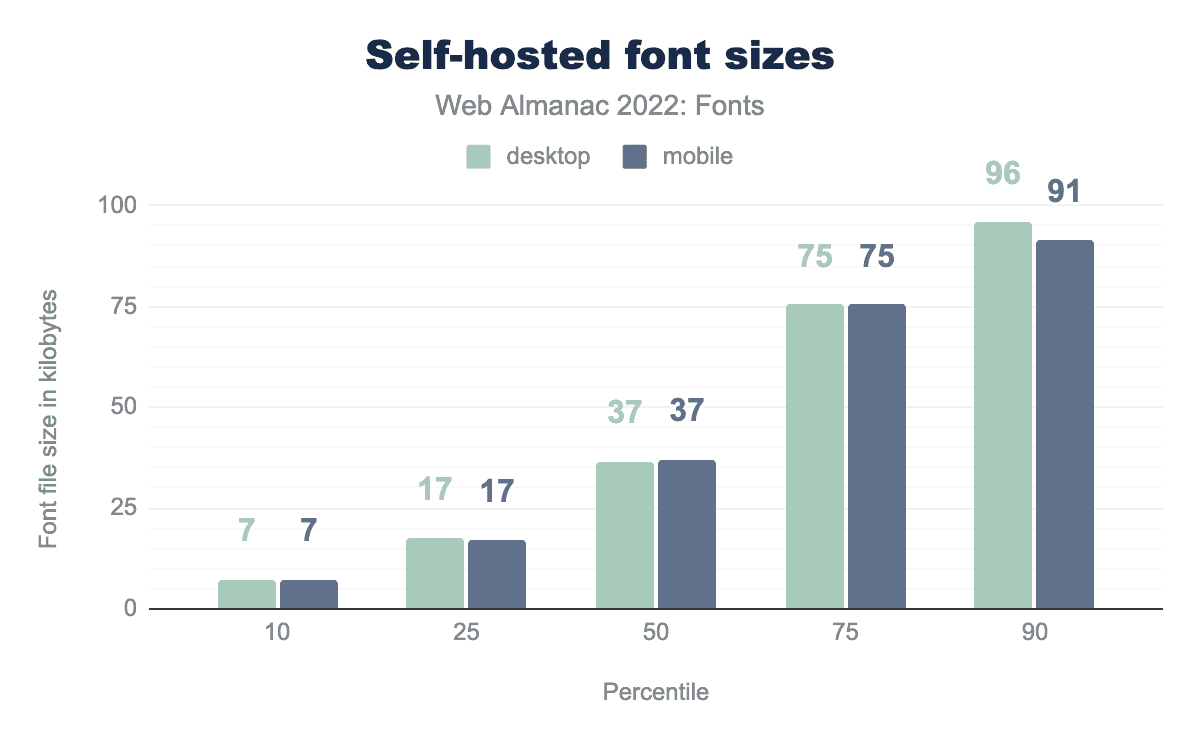 Self-hosted font sizes
Web Almanac 2022: Fonts
desktop mobile
Font file size in kilobytes
100
75
50
25
0
7 7
17 17
37 37
75 75
96 91
10 25 50 75 90
Percentile